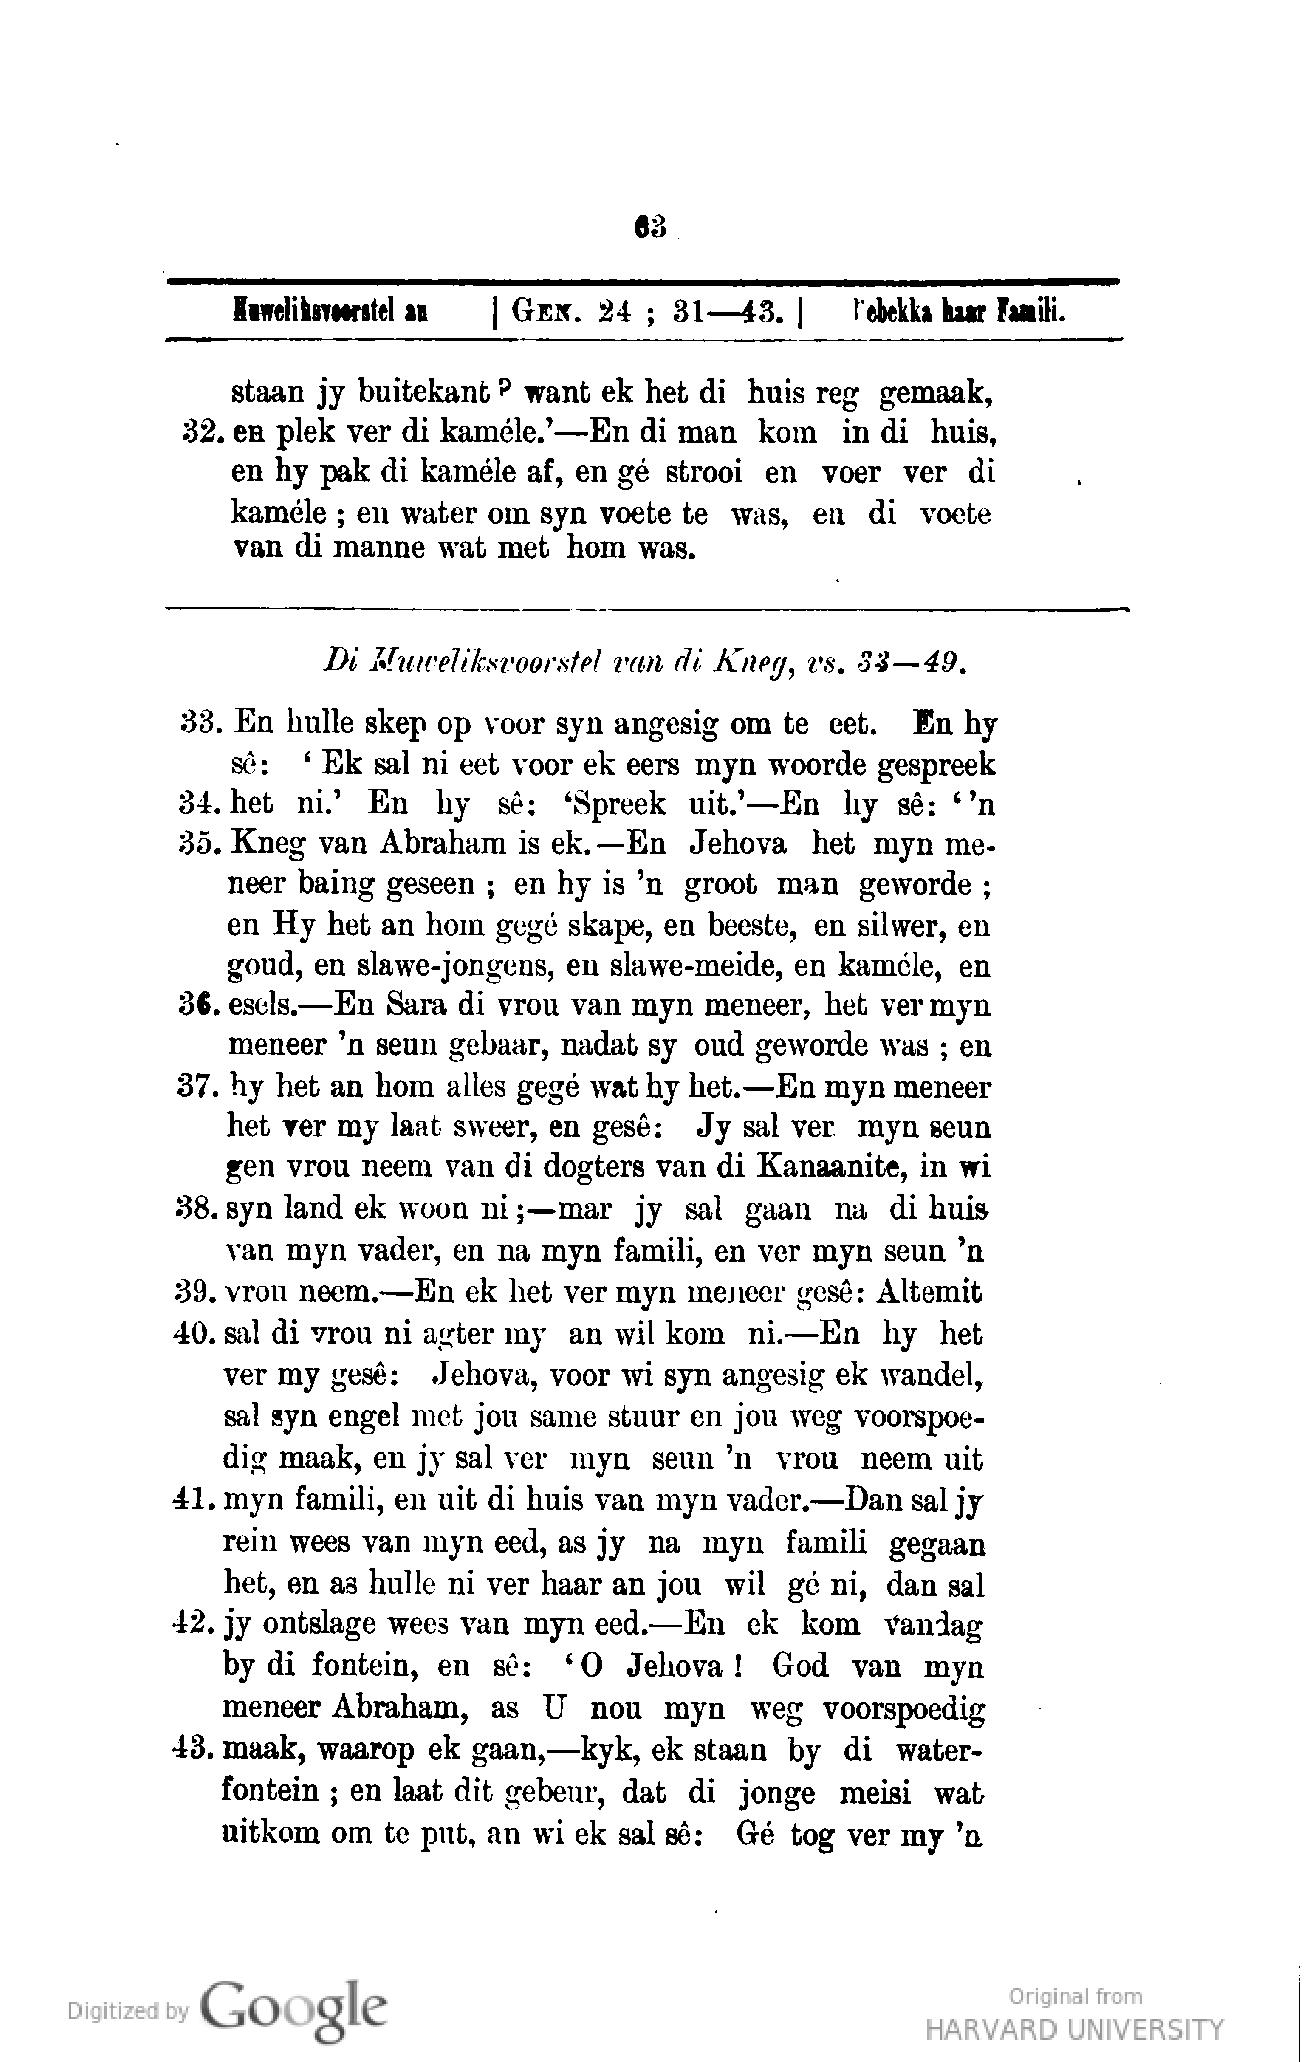 63
Huweliksvoorstel an | GEN. 24 ; 31—43. | Rebekka haar Famili.
staan jy buitekant? want ek het di huis reg gemaak,
32. en plek ver di kaméle.’—En di man kom in di huis,
en hy pak di kaméle af, en gé strooi en voer ver di
kaméle ; en water om syn voete te was, en di voete
van di manne wat met hom was.
Di Huweliksvoorstel van di Kneg, vs. 33—49.
33. En hulle skep op voor syn angesig om te eet. En hy
sê: ‘ Ek sal ni eet voor ek eers myn woorde gespreek
34. het ni.’ En hy sê: ‘Spreek uit.’—En hy sê: ‘ ’n
35. Kneg van Abraham is ek.—En Jehova het myn me-
neer baing geseen ; en hy is ’n groot man geworde ;
en Hy het an hom gegé skape, en beeste, en silwer, en
goud, en slawe-jongens, en slawe-meide, en kaméle, en
36. esels.—En Sara di vrou van myn meneer, het ver myn
meneer ’n seun gebaar, nadat sy oud geworde was ; en
37. hy het an hom alles gegé wat hy het.—En myn meneer
het ver my laat sweer, en gesê: Jy sal ver myn seun
gen vrou neem van di dogters van di Kanaanite, in wi
38. syn land ek woon ni ;—mar jy sal gaan na di huis
van myn vader, en na myn famili, en ver myn seun ’n
39. vrou neem.—En ek het ver myn meneer gesê: Altemit
40. sal di vrou ni agter my an wil kom ni.—En hy het
ver my gesê: Jehova, voor wi syn angesig ek wandel,
sal syn engel met jou same stuur en jou weg voorspoe-
dig maak, en jy sal ver myn seun ’n vrou neem uit
41. myn famili, en uit di huis van myn vader.—Dan sal jy
rein wees van myn eed, as jy na myn famili gegaan
het, en as hulle ni ver haar an jou wil gé ni, dan sal
42. jy ontslage wees van myn eed.—En ek kom vandag
by di fontein, en sê: ‘ O Jehova ! God van myn
meneer Abraham, as U nou myn weg voorspoedig
43. maak, waarop ek gaan,—kyk, ek staan by di water-
fontein ; en laat dit gebeur, dat di jonge meisi wat
uitkom om te put, an wi ek sal sê: Gé tog ver my ’n
Digitized by Google
Original from
HARVARD UNIVERSITY